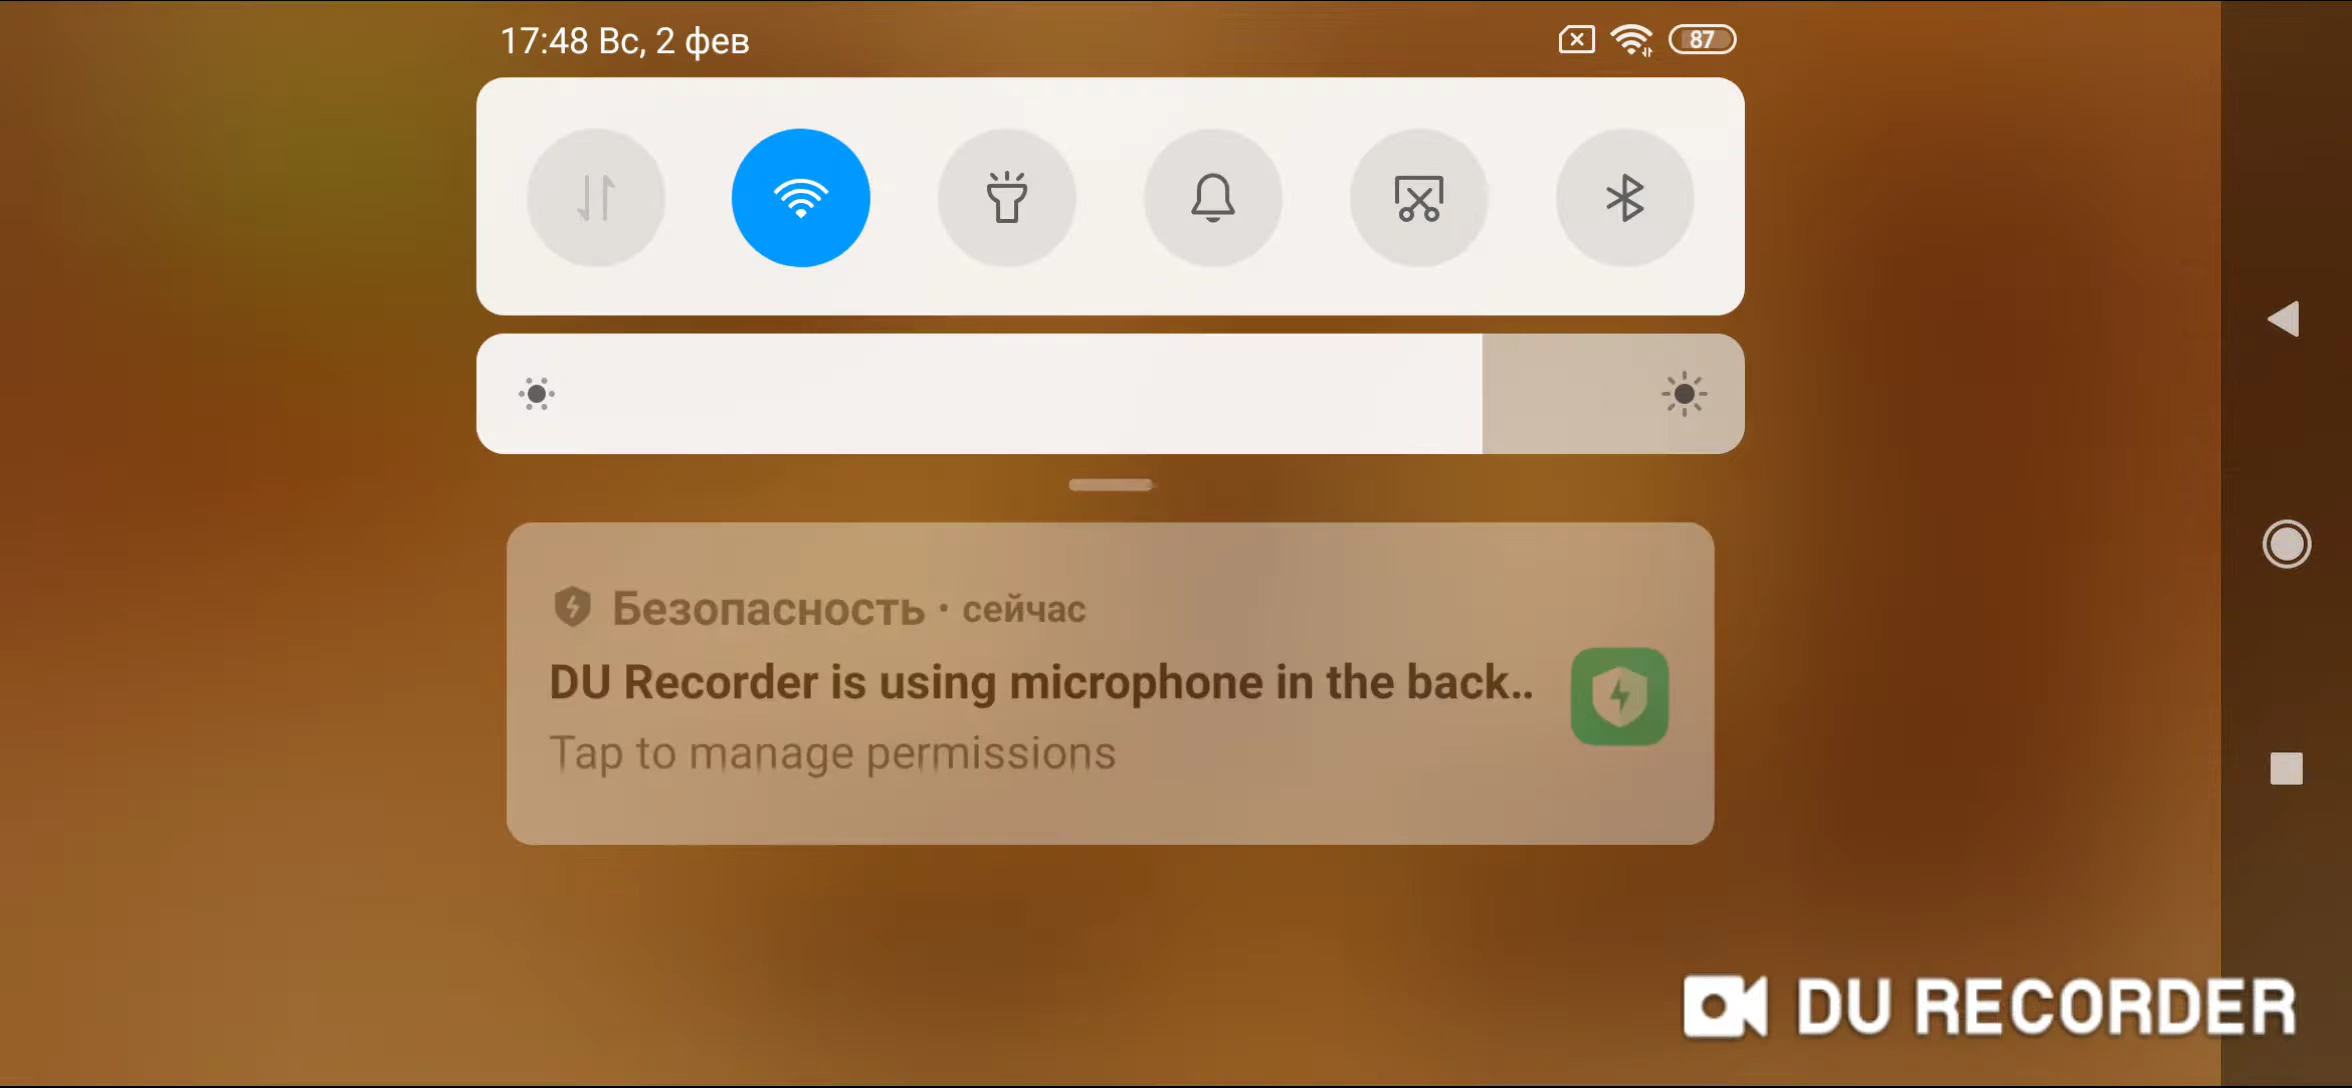 17:48 Вс, 2 фев
87
Безопасность · сейчас
DU Recorder is using microphone in the back..
Tap to manage permissions
DU RECORDER